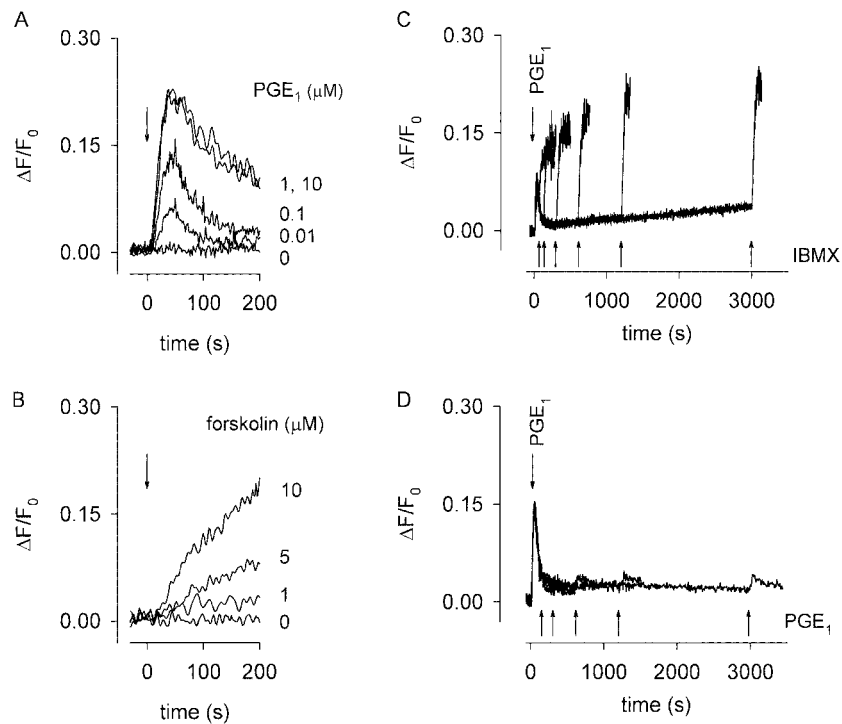 A
0.30
0.15
0.00
ΔF/F0
PGE1 (μM)
1, 10
0.1
0.01
0
0 100 200
time (s)
B
0.30
0.15
0.00
ΔF/F0
forskolin (μM)
10
5
1
0
0 100 200
time (s)
C
0.30
0.15
0.00
ΔF/F0
PGE1
IBMX
0 1000 2000 3000
time (s)
D
0.30
0.15
0.00
ΔF/F0
PGE1
PGE1
0 1000 2000 3000
time (s)